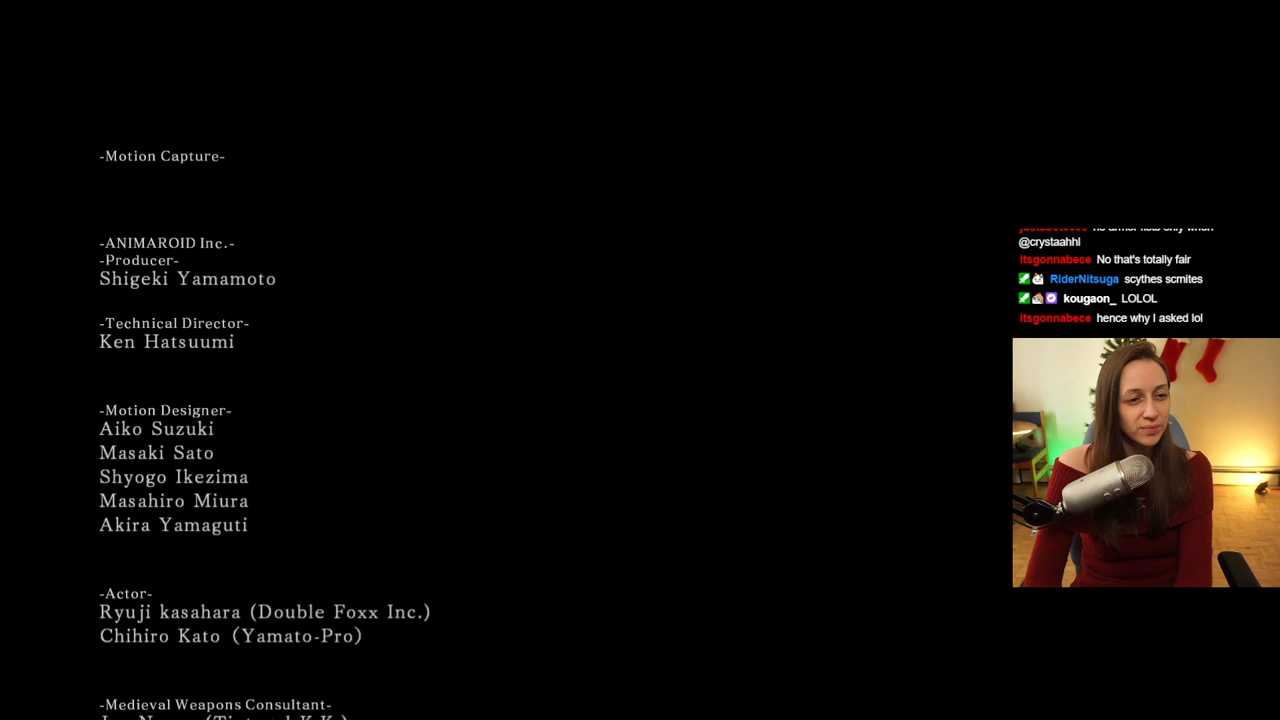 -Motion Capture-
-ANIMAROID Inc.-
-Producer-
Shigeki Yamamoto
-Technical Director-
Ken Hatsuumi
-Motion Designer-
Aiko Suzuki
Masaki Sato
Shyogo Ikezima
Masahiro Miura
Akira Yamaguti
-Actor-
Ryuji kasahara (Double Foxx Inc.)
Chihiro Kato (Yamato-Pro)
-Medieval Weapons Consultant-
@crystaahhl
Itsgonnabece No that's totally fair
RiderNitsuga scythes scmites
kougaon_ LOLOL
Itsgonnabece hence why I asked lol